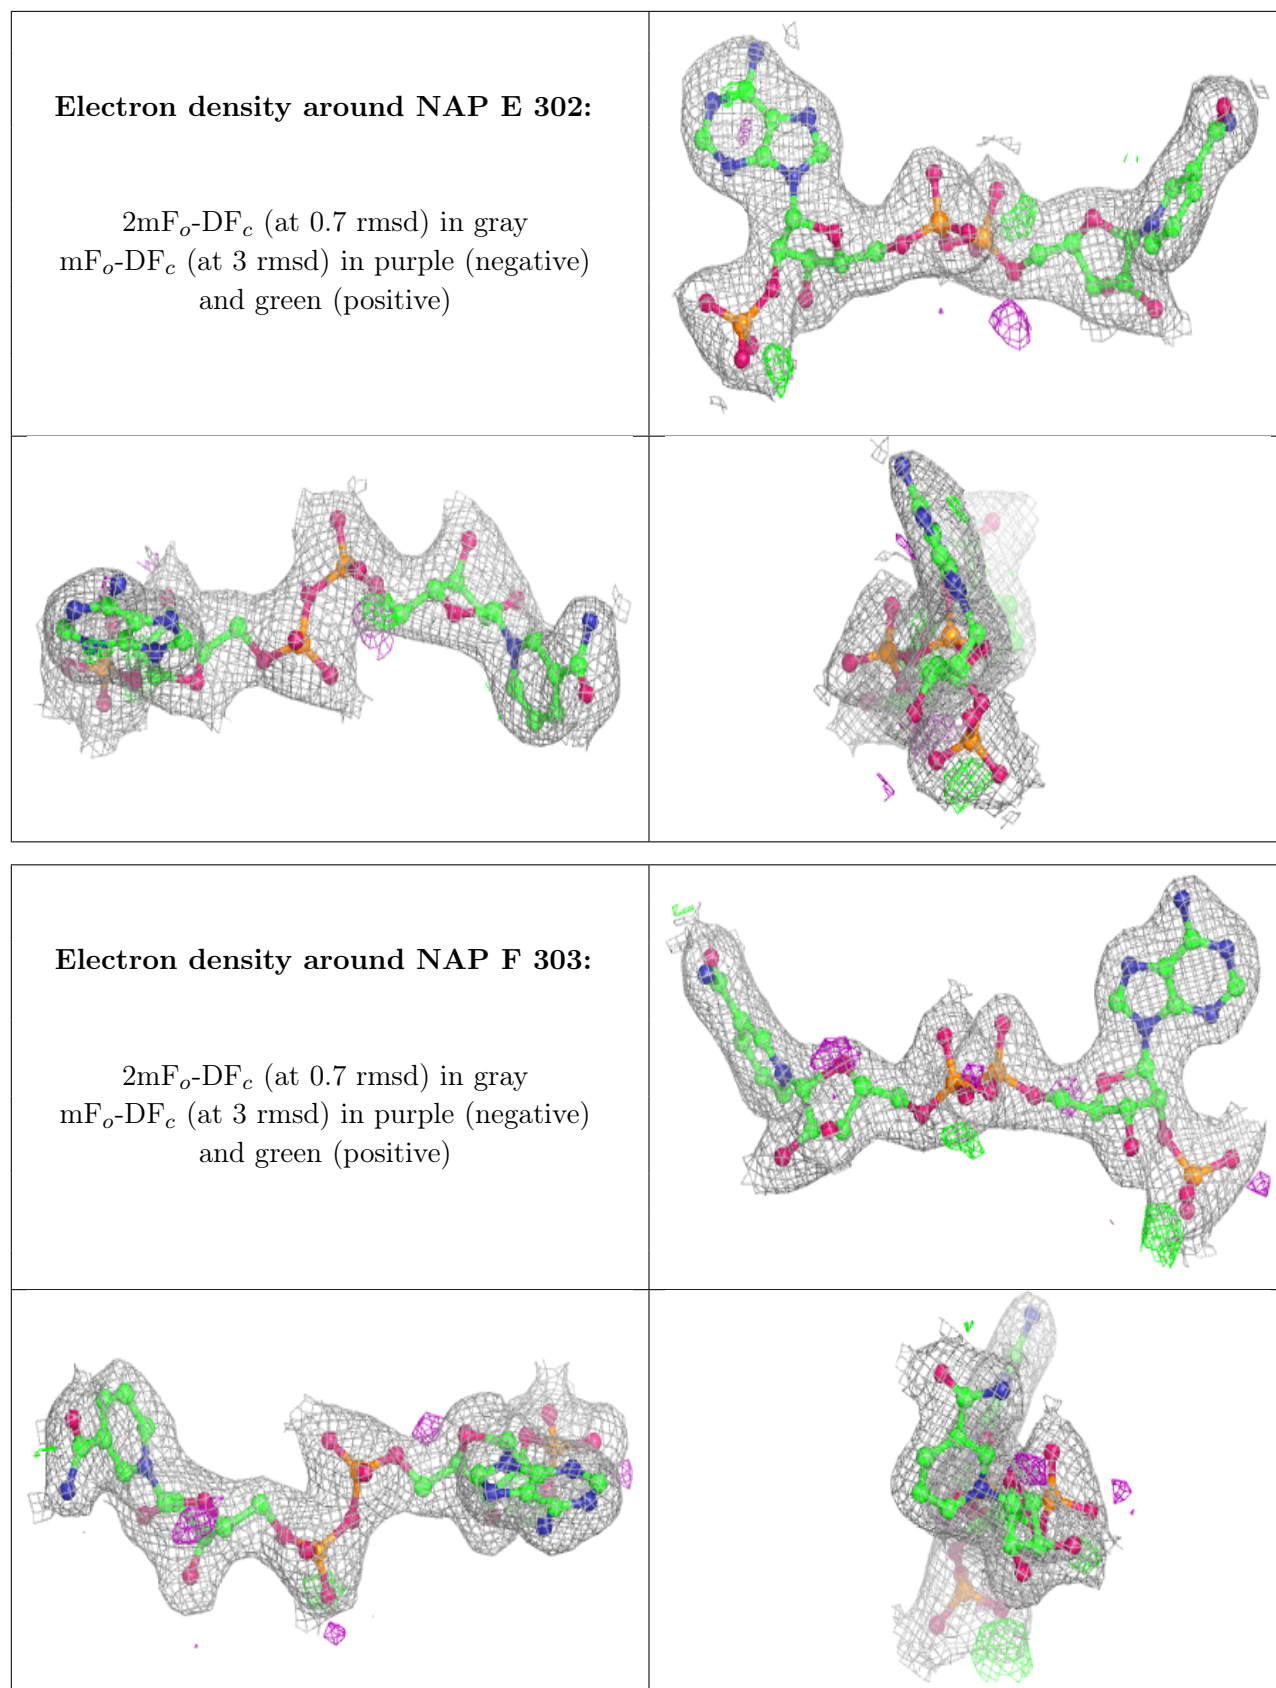 Electron density around NAP E 302:
2mFo-DFc (at 0.7 rmsd) in gray
mFo-DFc (at 3 rmsd) in purple (negative)
and green (positive)
Electron density around NAP F 303:
2mFo-DFc (at 0.7 rmsd) in gray
mFo-DFc (at 3 rmsd) in purple (negative)
and green (positive)